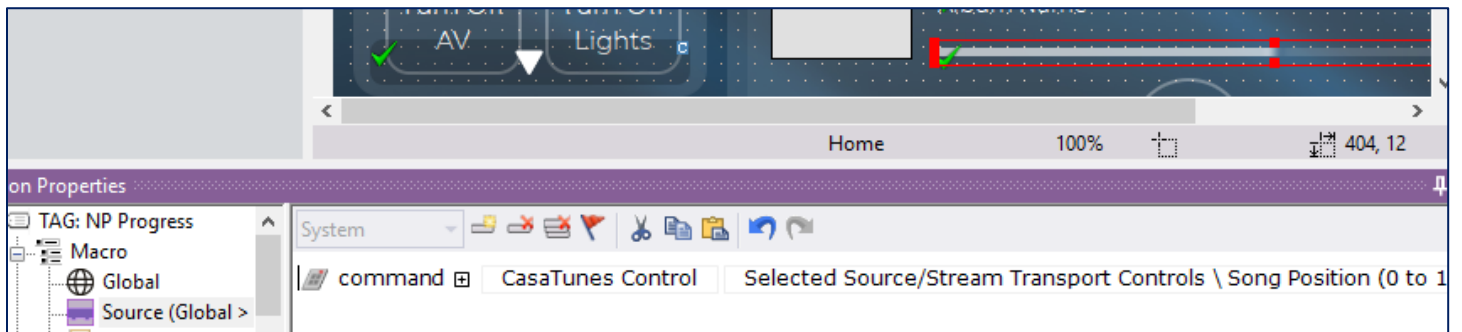 AV
Lights
C
Home 100% 404, 12
on Properties
TAG: NP Progress
Macro
Global
Source (Global >
System
command CasaTunes Control Selected Source/Stream Transport Controls \ Song Position (0 to 1